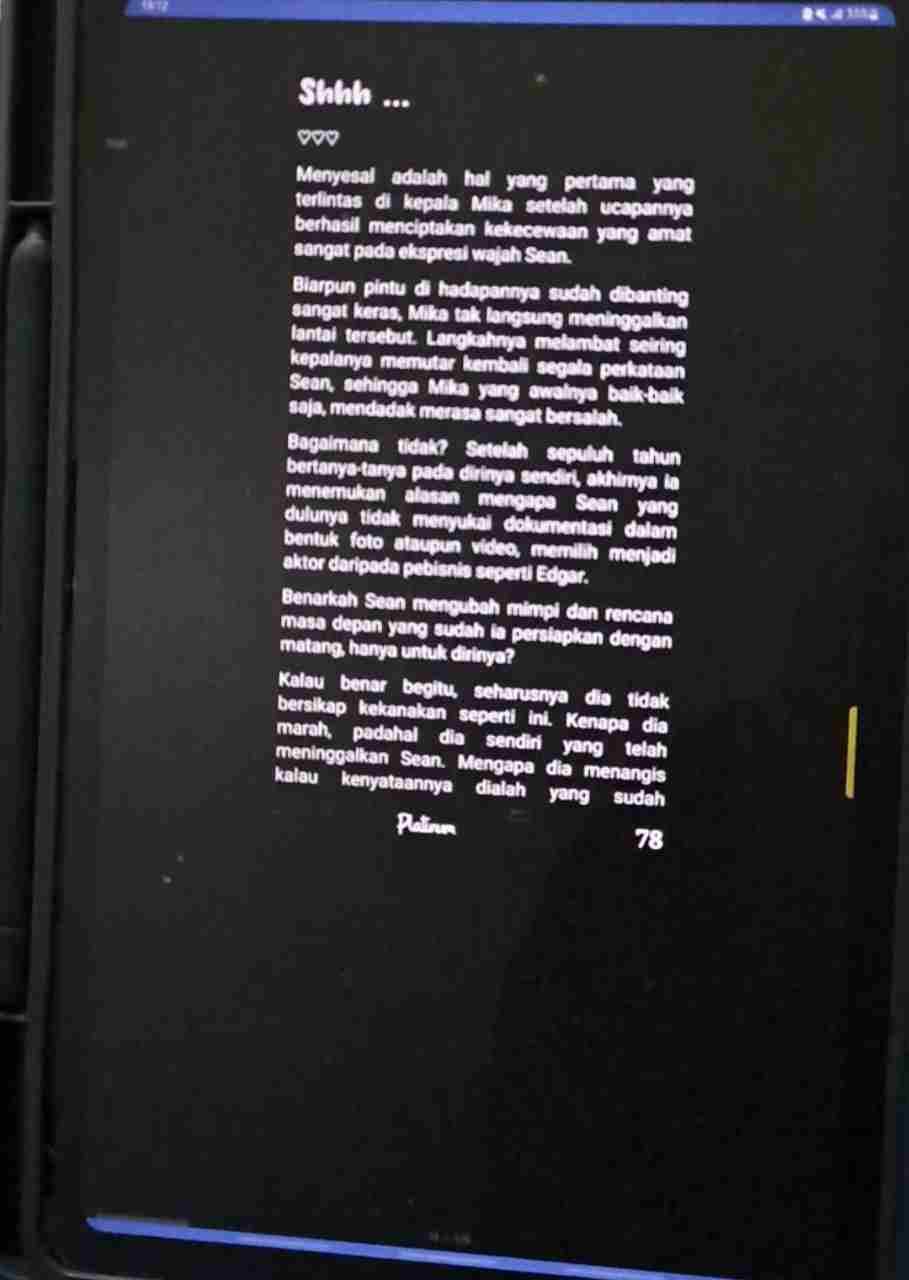 Shhh ...
♡♡♡
Menyesal adalah hal yang pertama yang
terlintas di kepala Mika setelah ucapannya
berhasil menciptakan kekecewaan yang amat
sangat pada ekspresi wajah Sean.
Biarpun pintu di hadapannya sudah dibanting
sangat keras, Mika tak langsung meninggalkan
lantai tersebut. Langkahnya melambat seiring
kepalanya memutar kembali segala perkataan
Sean, sehingga Mika yang awalnya baik-baik
saja, mendadak merasa sangat bersalah.
Bagaimana tidak? Setelah sepuluh tahun
bertanya-tanya pada dirinya sendiri, akhirnya ia
menemukan alasan mengapa Sean yang
dulunya tidak menyukai dokumentasi dalam
bentuk foto ataupun video, memilih menjadi
aktor daripada pebisnis seperti Edgar.
Benarkah Sean mengubah mimpi dan rencana
masa depan yang sudah ia persiapkan dengan
matang, hanya untuk dirinya?
Kalau benar begitu, seharusnya dia tidak
bersikap kekanakan seperti ini. Kenapa dia
marah, padahal dia sendiri yang telah
meninggalkan Sean. Mengapa dia menangis
kalau kenyataannya dialah yang sudah
Platinum
78